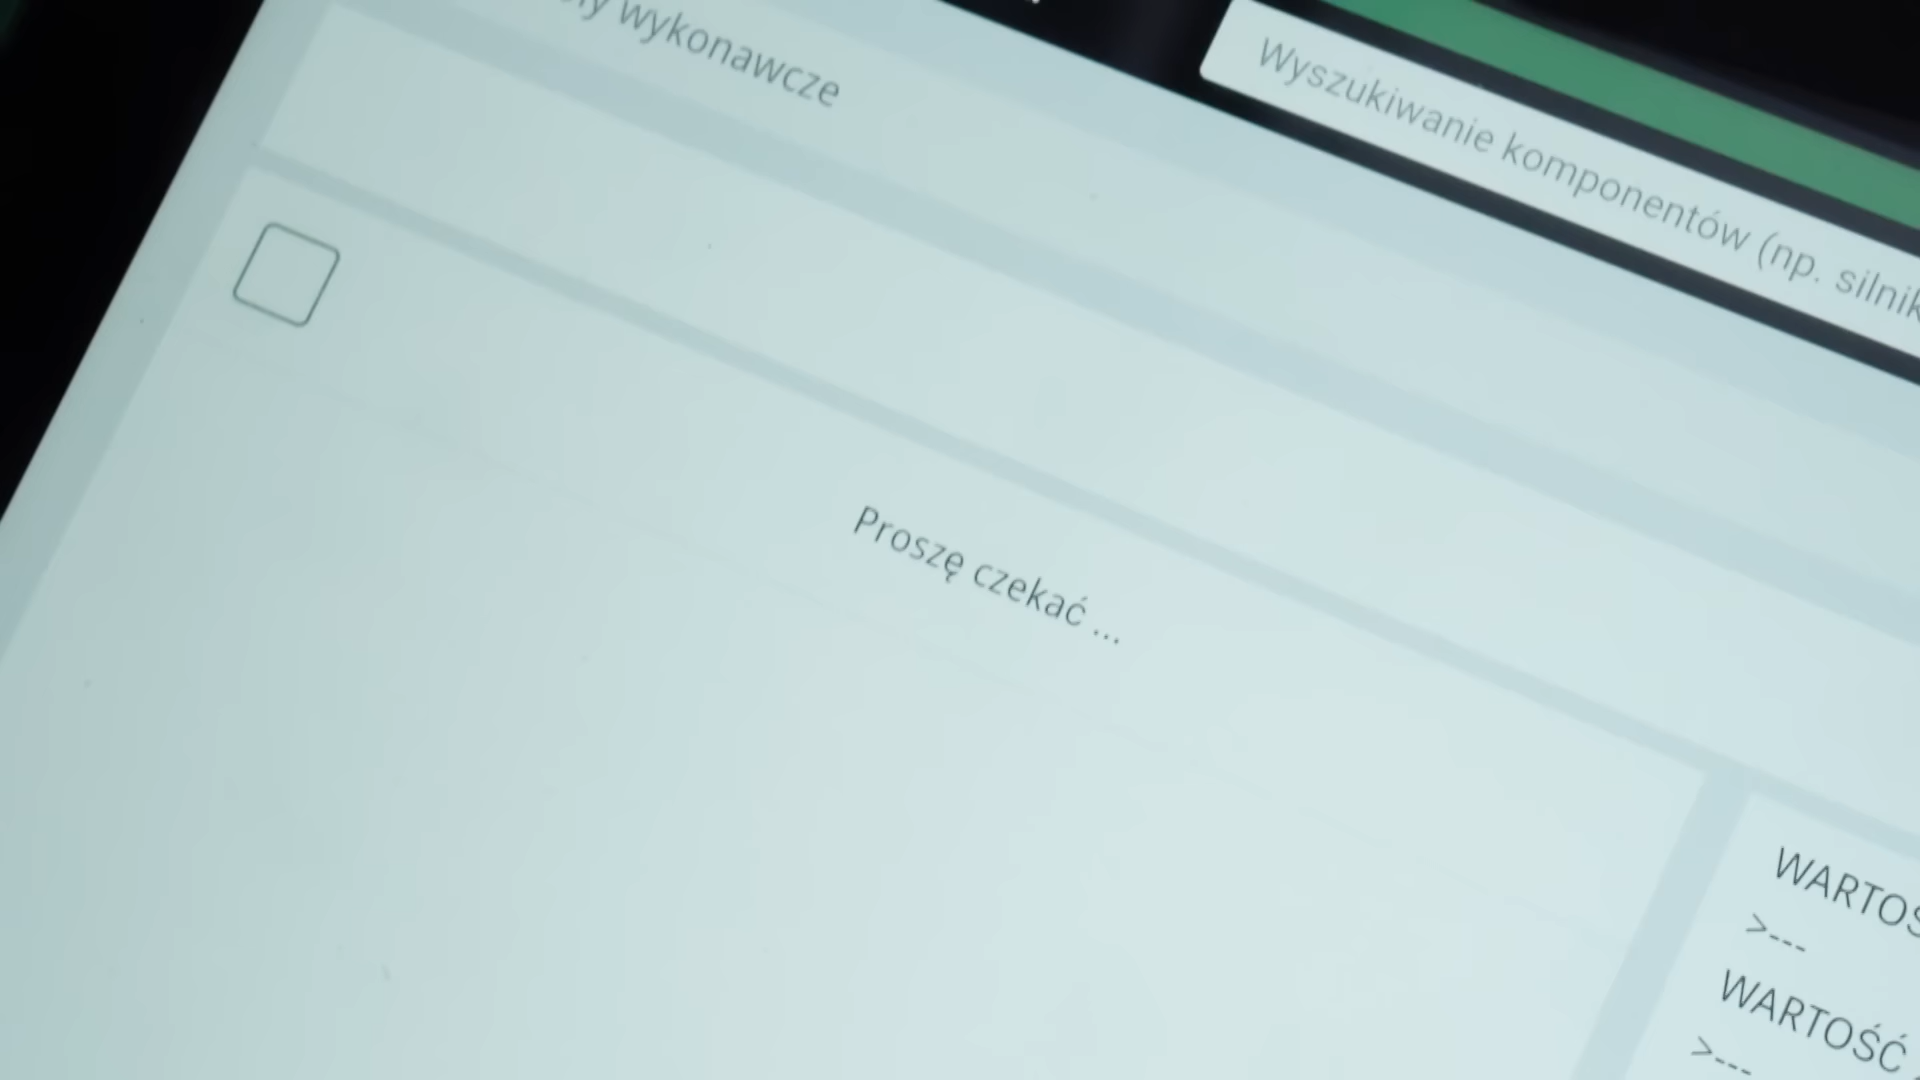 wykonawcze
Wyszukiwanie komponentów (np. silnik
Proszę czekać ...
>---
WARTOŚĆ
>---